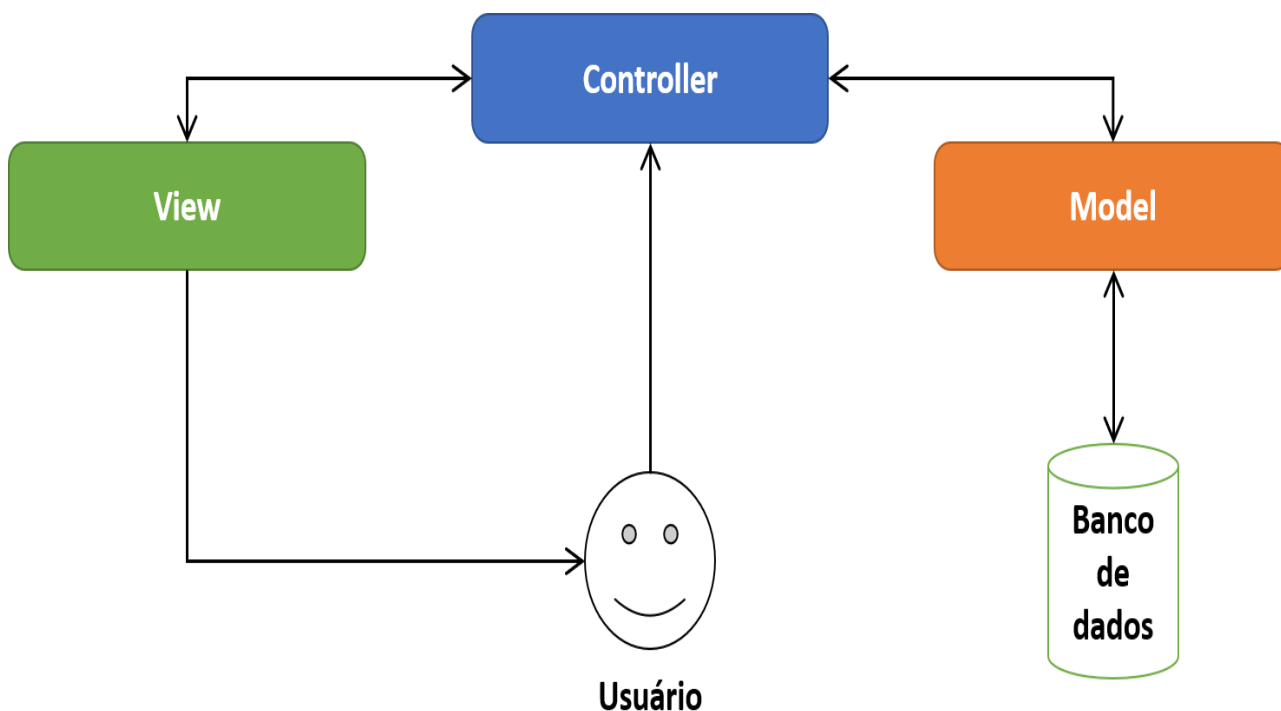 Controller
View
Model
Banco
de
dados
Usuário